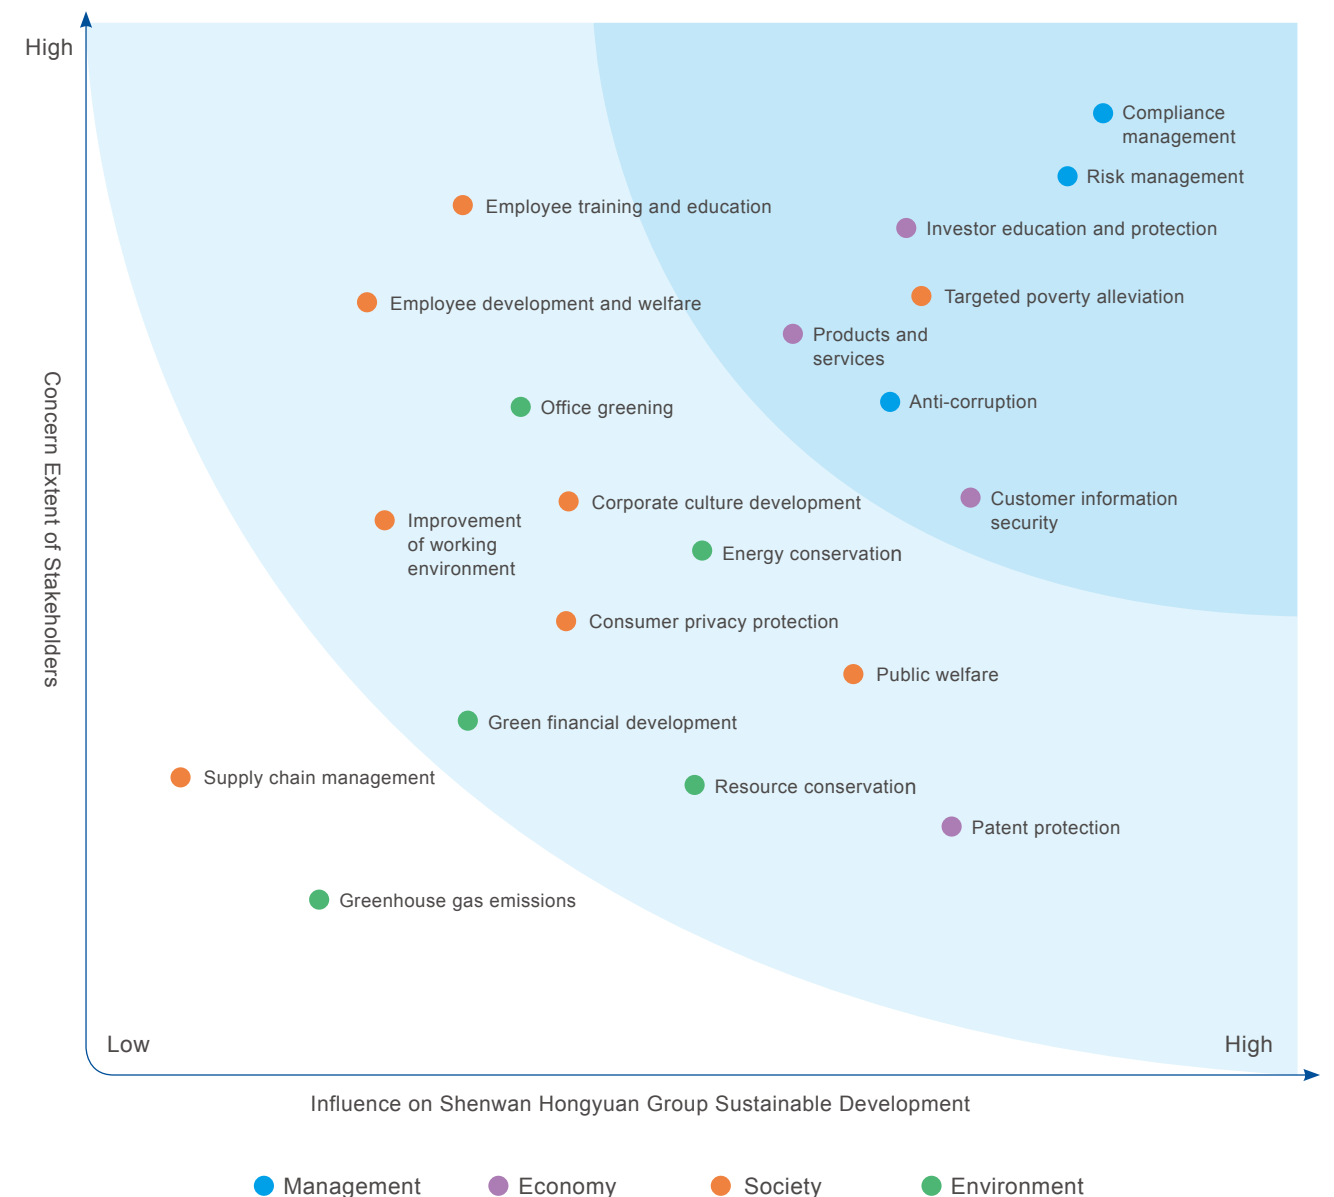 High
Compliance
management
Risk management
Employee training and education
Investor education and protection
Targeted poverty alleviation
Employee development and welfare
Products and
services
Anti-corruption
Office greening
Concern Extent of Stakeholders
Customer information
security
Corporate culture development
Improvement
of working
environment
Energy conservation
Consumer privacy protection
Public welfare
Green financial development
Supply chain management
Resource conservation
Patent protection
Greenhouse gas emissions
Low
High
Influence on Shenwan Hongyuan Group Sustainable Development
Management
Economy
Society
Environment